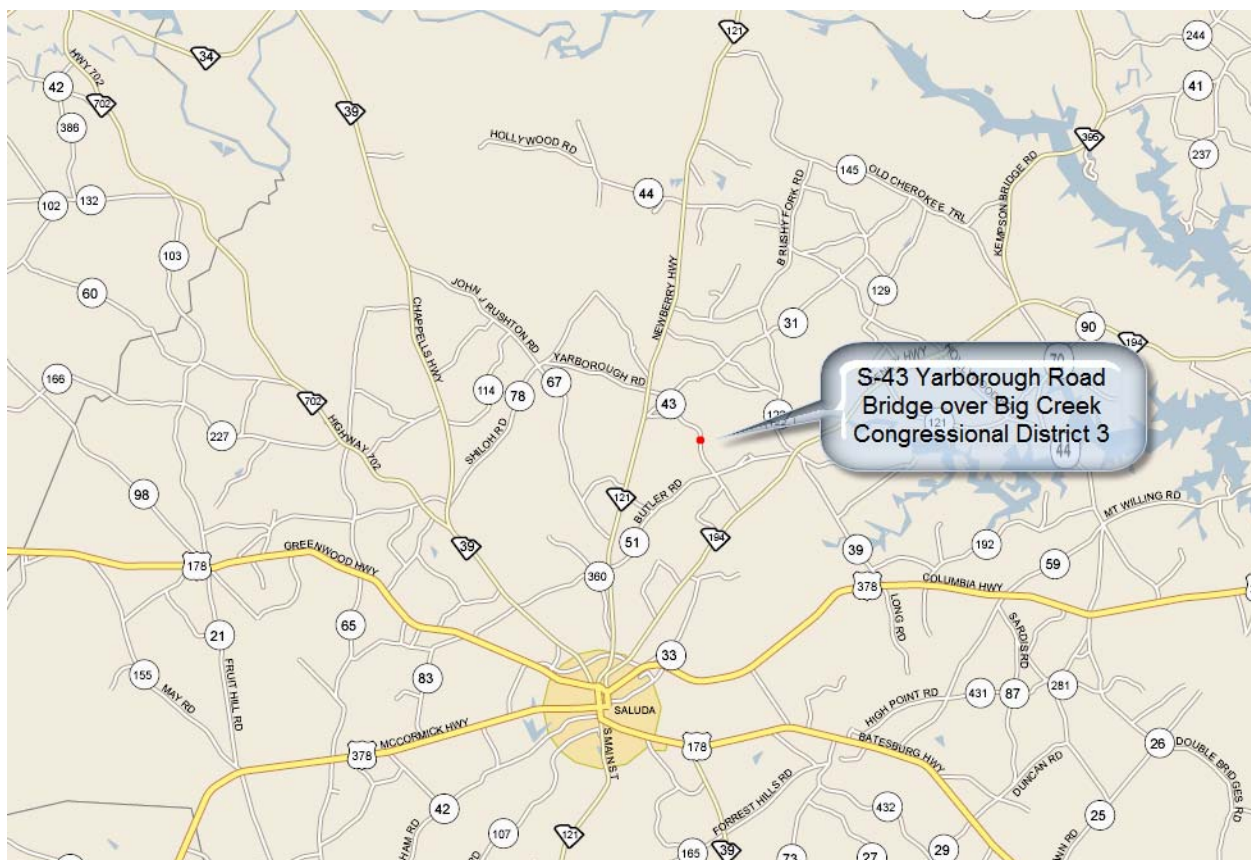 121
34
244
HWY 702
42
702
39
41
386
HOLLYWOOD RD
395
237
145
OLD CHEROKEE TRL
KEMPSON BRIDGE RD
44
B RUSHY FORK RD
102
132
103
NEWBERRY HWY
JOHN J RUSHTON RD
129
60
CHAPPELLS HWY
31
90
194
YARBOROUGH RD
166
67
114
78
43
702
S-43 Yarborough Road
Bridge over Big Creek
Congressional District 3
121
44
227
SHILOH RD
HIGHWAY 702
98
121
BUTLER RD
MT WILLING RD
51
194
39
39
192
178
GREENWOOD HWY
59
360
378
COLUMBIA HWY
LONG RD
SARDIS RD
65
21
33
155
MAY RD
FRUIT HILL RD
83
SALUDA
HIGH POINT RD
431
87
281
MCCORMICK HWY
378
S MAIN ST
178
BATESBURG HWY
26
DOUBLE BRIDGES RD
DUNCAN RD
FORREST HILLS RD
42
107
121
432
25
165
39
73
27
29